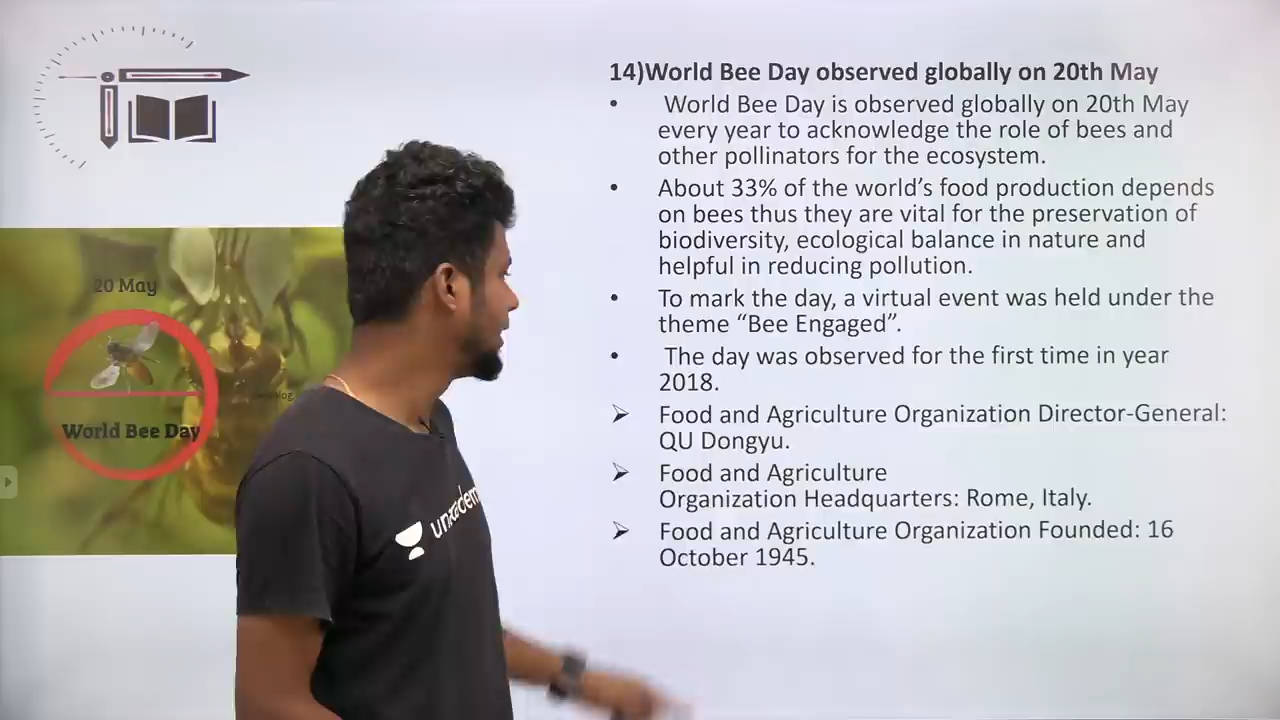 14)World Bee Day observed globally on 20th May
• World Bee Day is observed globally on 20th May
every year to acknowledge the role of bees and
other pollinators for the ecosystem.
• About 33% of the world's food production depends
on bees thus they are vital for the preservation of
biodiversity, ecological balance in nature and
helpful in reducing pollution.
• To mark the day, a virtual event was held under the
theme “Bee Engaged”.
• The day was observed for the first time in year
2018.
➢ Food and Agriculture Organization Director-General:
QU Dongyu.
➢ Food and Agriculture
Organization Headquarters: Rome, Italy.
➢ Food and Agriculture Organization Founded: 16
October 1945.
20 May
World Bee Day